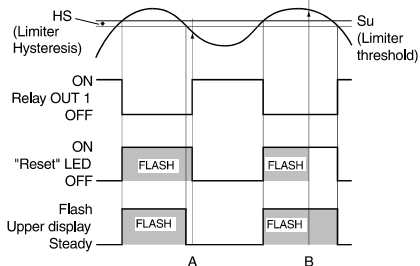 HS
(Limiter
Hysteresis)
Su
(Limiter
threshold)
ON
Relay OUT 1
OFF
ON
"Reset" LED
OFF
FLASH
FLASH
Flash
Upper display
Steady
FLASH
FLASH
A
B